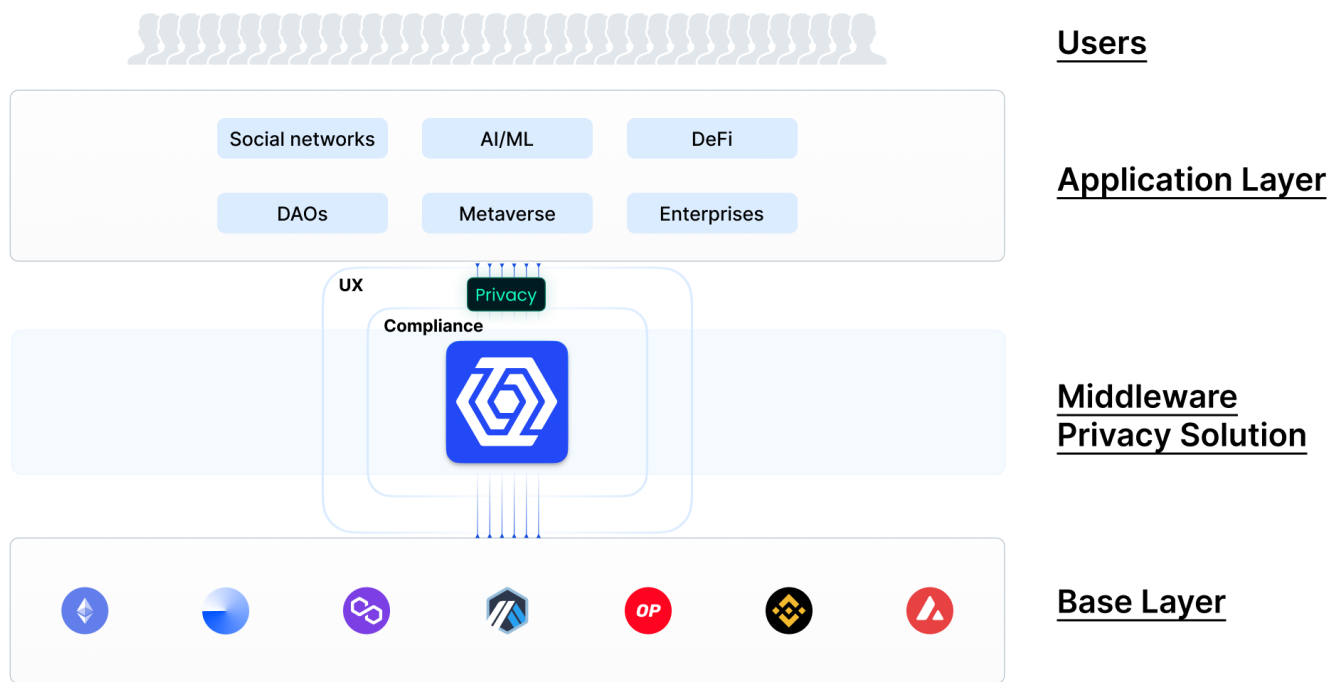 Users
Social networks
AI/ML
DeFi
Application Layer
DAOs
Metaverse
Enterprises
UX
Privacy
Compliance
Middleware
Privacy Solution
OP
Base Layer